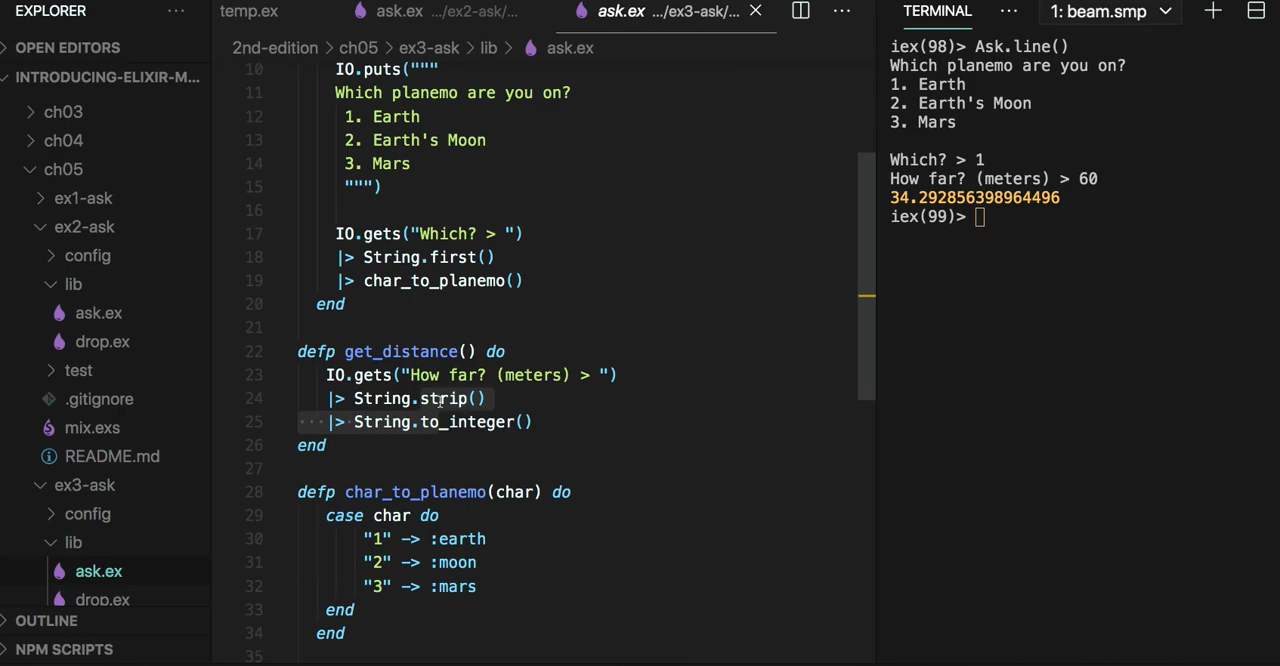 EXPLORER ...
OPEN EDITORS
INTRODUCING-ELIXIR-M...
ch03
ch04
ch05
ex1-ask
ex2-ask
config
lib
ask.ex
drop.ex
test
.gitignore
mix.exs
README.md
ex3-ask
config
lib
ask.ex
drop.ex
OUTLINE
NPM SCRIPTS
temp.ex ask.ex .../ex2-ask/... ask.ex .../ex3-ask/... ...
2nd-edition > ch05 > ex3-ask > lib > ask.ex
10 IO.puts("""
11 Which planemo are you on?
12 1. Earth
13 2. Earth's Moon
14 3. Mars
15 """)
16
17 IO.gets("Which? > ")
18 |> String.first()
19 |> char_to_planemo()
20 end
21
22 defp get_distance() do
23 IO.gets("How far? (meters) > ")
24 |> String.strip()
25 |> String.to_integer()
26 end
27
28 defp char_to_planemo(char) do
29 case char do
30 "1" -> :earth
31 "2" -> :moon
32 "3" -> :mars
33 end
34 end
35
TERMINAL ... 1: beam.smp
iex(98)> Ask.line()
Which planemo are you on?
1. Earth
2. Earth's Moon
3. Mars
Which? > 1
How far? (meters) > 60
34.292856398964496
iex(99)>